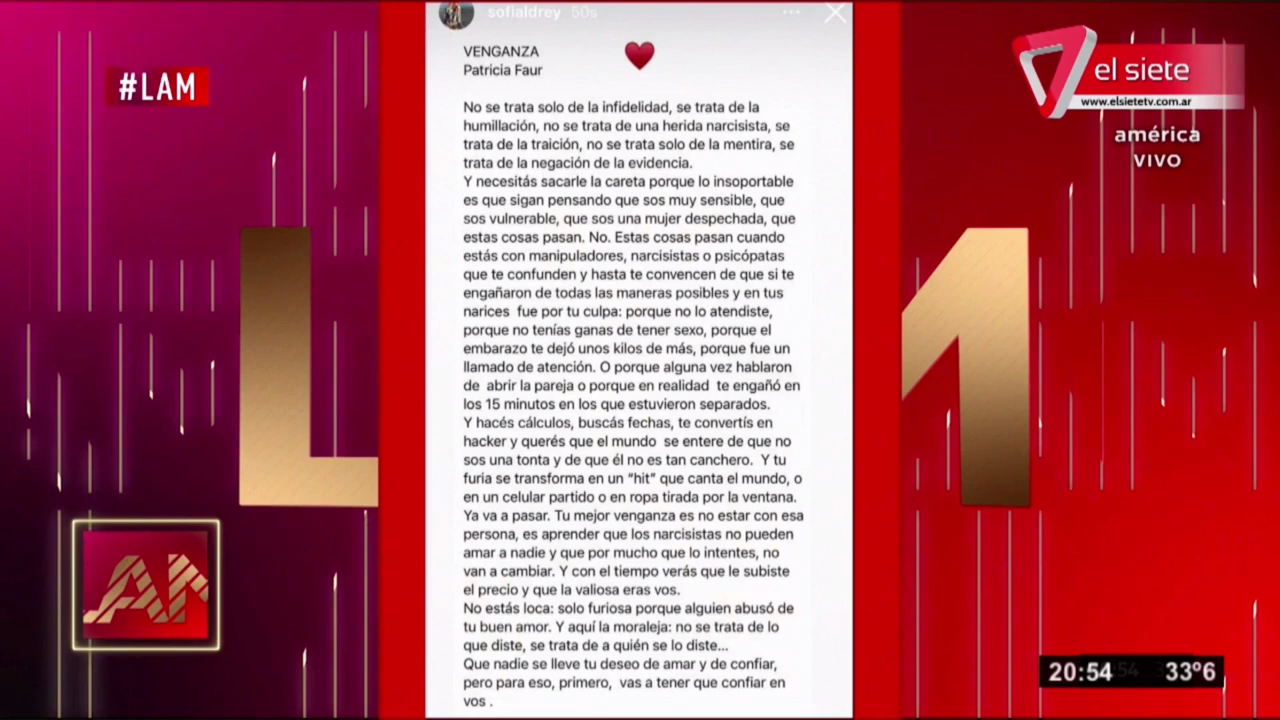 sofialdrey 50s
VENGANZA
Patricia Faur
No se trata solo de la infidelidad, se trata de la
humillación, no se trata de una herida narcisista, se
trata de la traición, no se trata solo de la mentira, se
trata de la negación de la evidencia.
Y necesitás sacarle la careta porque lo insoportable
es que sigan pensando que sos muy sensible, que
sos vulnerable, que sos una mujer despechada, que
estas cosas pasan. No. Estas cosas pasan cuando
estás con manipuladores, narcisistas o psicópatas
que te confunden y hasta te convencen de que si te
engañaron de todas las maneras posibles y en tus
narices  fue por tu culpa: porque no lo atendiste,
porque no tenías ganas de tener sexo, porque el
embarazo te dejó unos kilos de más, porque fue un
llamado de atención. O porque alguna vez hablaron
de  abrir la pareja o porque en realidad  te engañó en
los 15 minutos en los que estuvieron separados.
Y hacés cálculos, buscás fechas, te convertís en
hacker y querés que el mundo  se entere de que no
sos una tonta y de que él no es tan canchero.  Y tu
furia se transforma en un “hit” que canta el mundo, o
en un celular partido o en ropa tirada por la ventana.
Ya va a pasar. Tu mejor venganza es no estar con esa
persona, es aprender que los narcisistas no pueden
amar a nadie y que por mucho que lo intentes, no
van a cambiar. Y con el tiempo verás que le subiste
el precio y que la valiosa eras vos.
No estás loca: solo furiosa porque alguien abusó de
tu buen amor. Y aquí la moraleja: no se trata de lo
que diste, se trata de a quién se lo diste...
Que nadie se lleve tu deseo de amar y de confiar,
pero para eso, primero,  vas a tener que confiar en
vos .
#LAM
el siete
www.elsietetv.com.ar
américa
VIVO
L
LAM
20:54 33°6